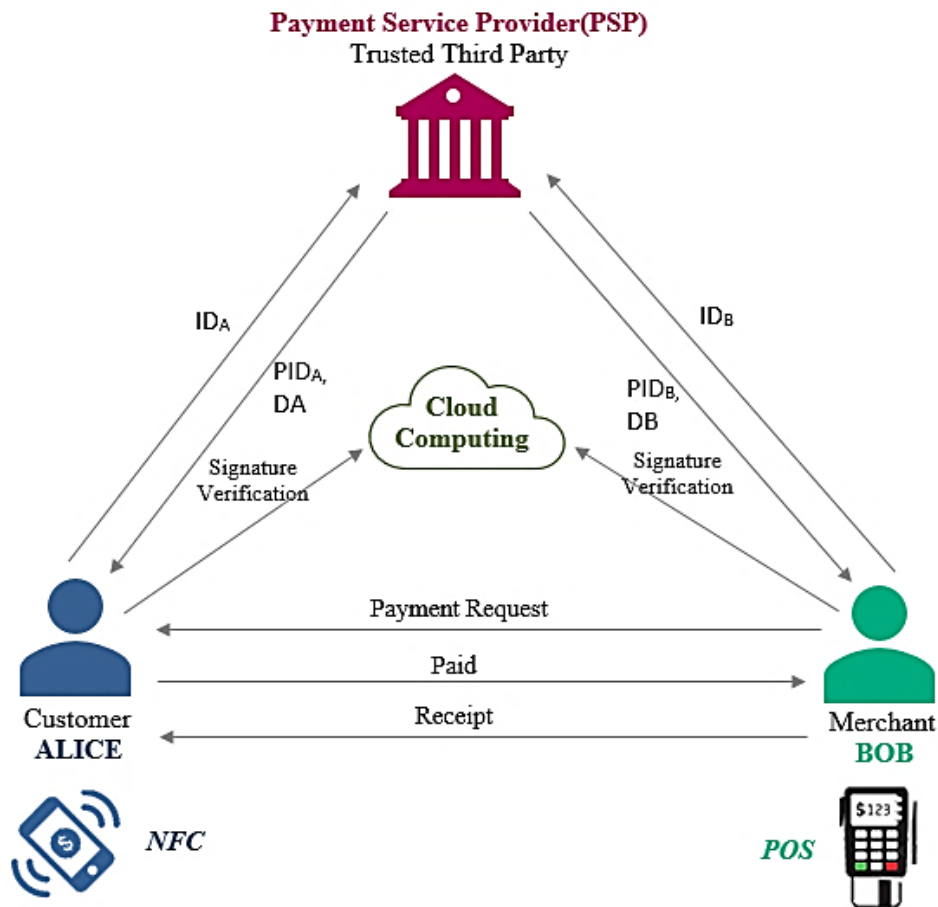 Payment Service Provider(PSP)
Trusted Third Party
IDA
IDB
PIDA,
DA
PIDB,
DB
Cloud
Computing
Signature
Verification
Signature
Verification
Payment Request
Paid
Receipt
Customer
ALICE
Merchant
BOB
NFC
$
POS
$123